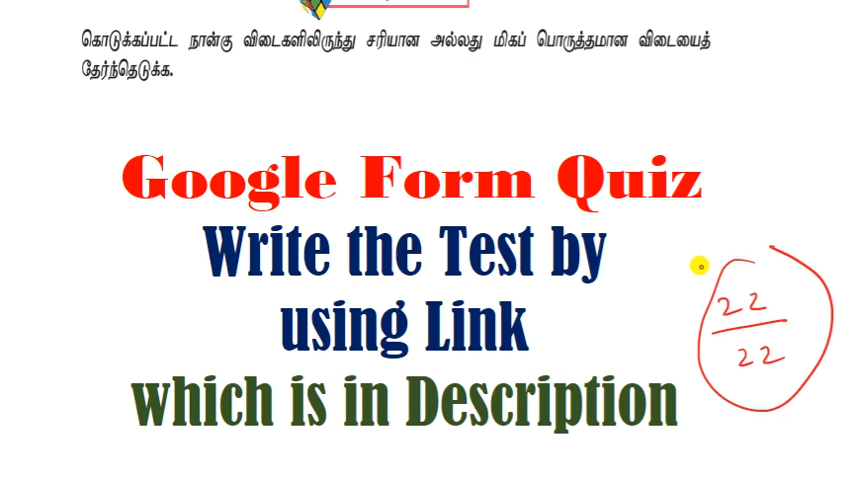 கொடுக்கப்பட்ட நான்கு விடைகளிலிருந்து சரியான அல்லது மிகப் பொருத்தமான விடையைத்
தேர்ந்தெடுக்க.
Google Form Quiz
Write the Test by
using Link
which is in Description
22
22